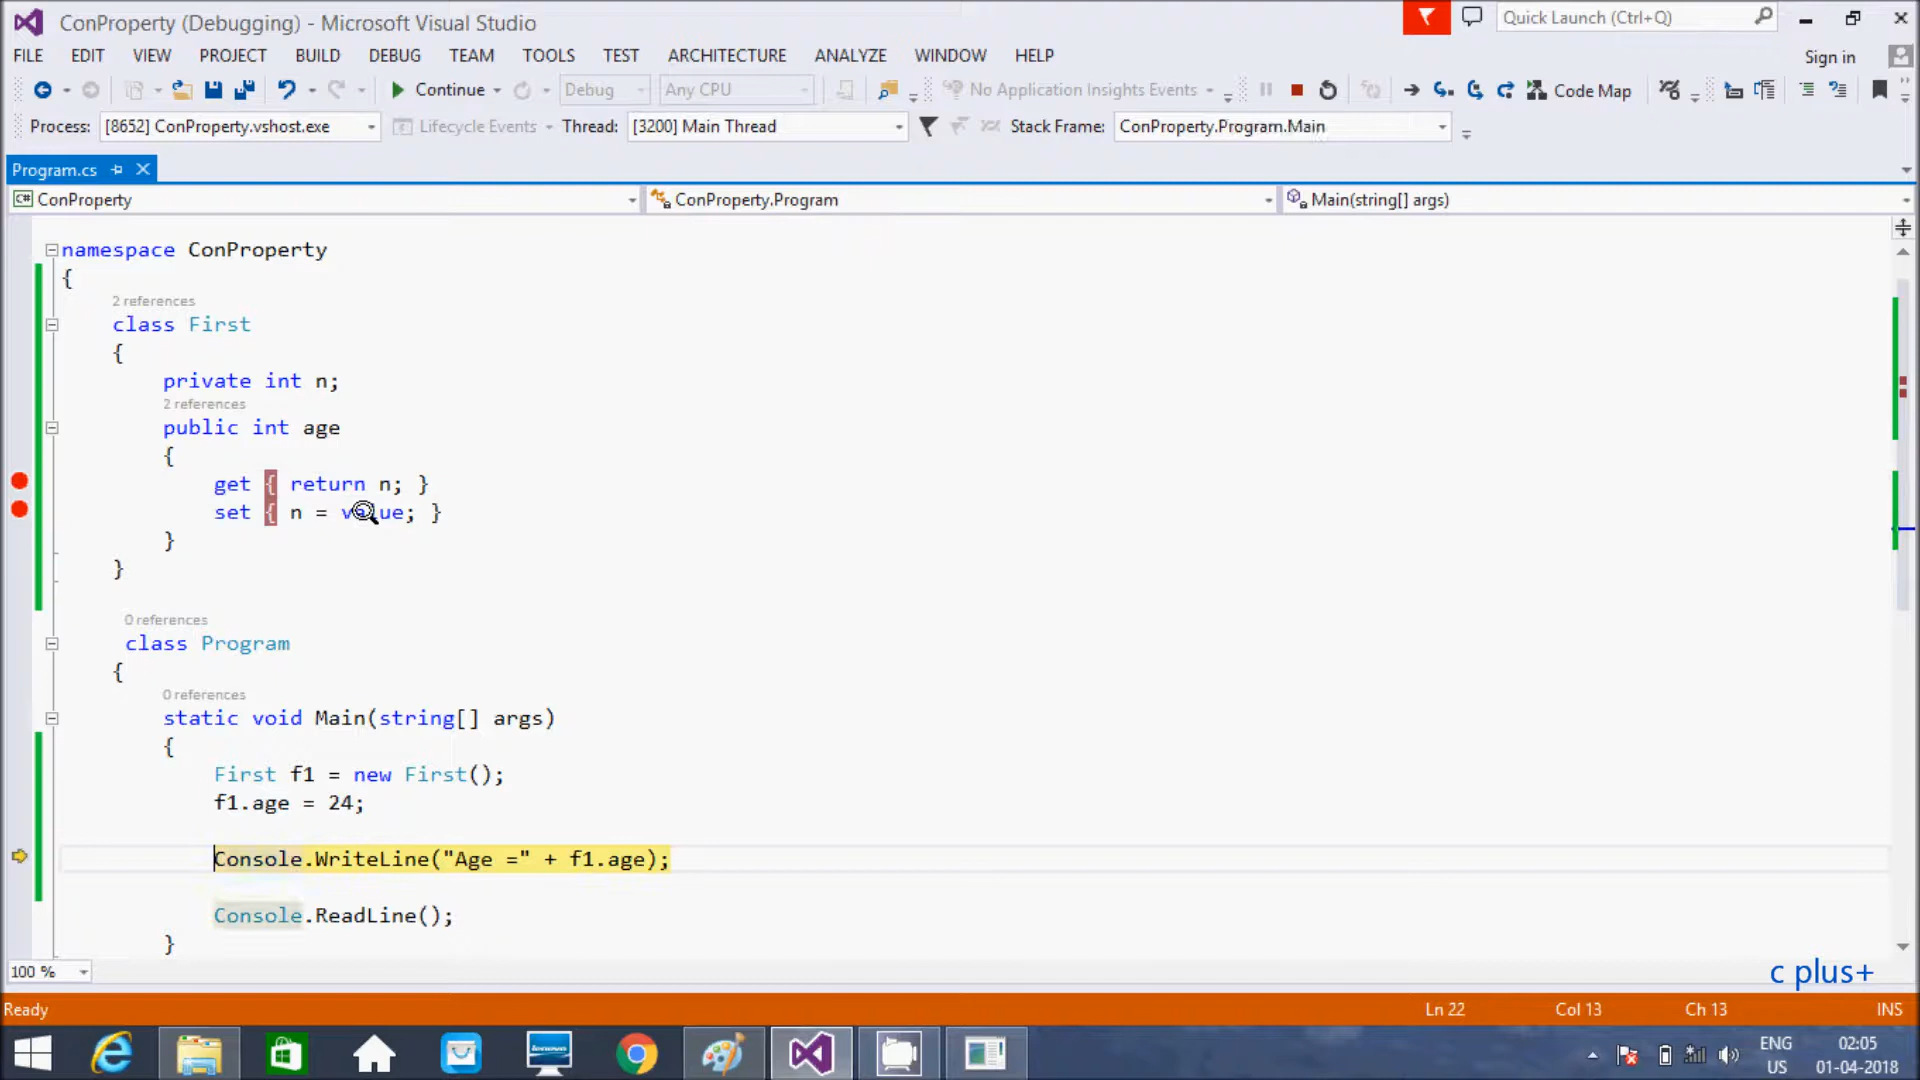 ConProperty (Debugging) - Microsoft Visual Studio
Quick Launch (Ctrl+Q)
FILE EDIT VIEW PROJECT BUILD DEBUG TEAM TOOLS TEST ARCHITECTURE ANALYZE WINDOW HELP
Sign in
Continue Debug Any CPU No Application Insights Events Code Map
Process: [8652] ConProperty.vshost.exe Lifecycle Events Thread: [3200] Main Thread Stack Frame: ConProperty.Program.Main
Program.cs
C# ConProperty ConProperty.Program Main(string[] args)
namespace ConProperty
{
2 references
class First
{
private int n;
2 references
public int age
{
get { return n; }
set { n = value; }
}
}
0 references
class Program
{
0 references
static void Main(string[] args)
{
First f1 = new First();
f1.age = 24;
Console.WriteLine("Age =" + f1.age);
Console.ReadLine();
}
100 %
c plus+
Ready Ln 22 Col 13 Ch 13 INS
ENG 02:05
US 01-04-2018